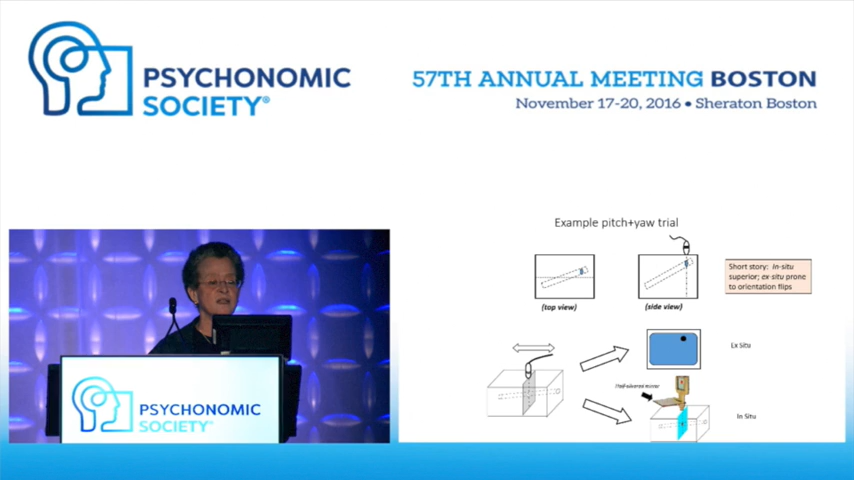 PSYCHONOMIC
SOCIETY®
57TH ANNUAL MEETING BOSTON
November 17-20, 2016 • Sheraton Boston
Example pitch+yaw trial
Short story: In-situ
superior; ex-situ prone
to orientation flips
(top view)
(side view)
Ex Situ
Half-silvered mirror
In Situ
PSYCHONOMIC
SOCIETY®